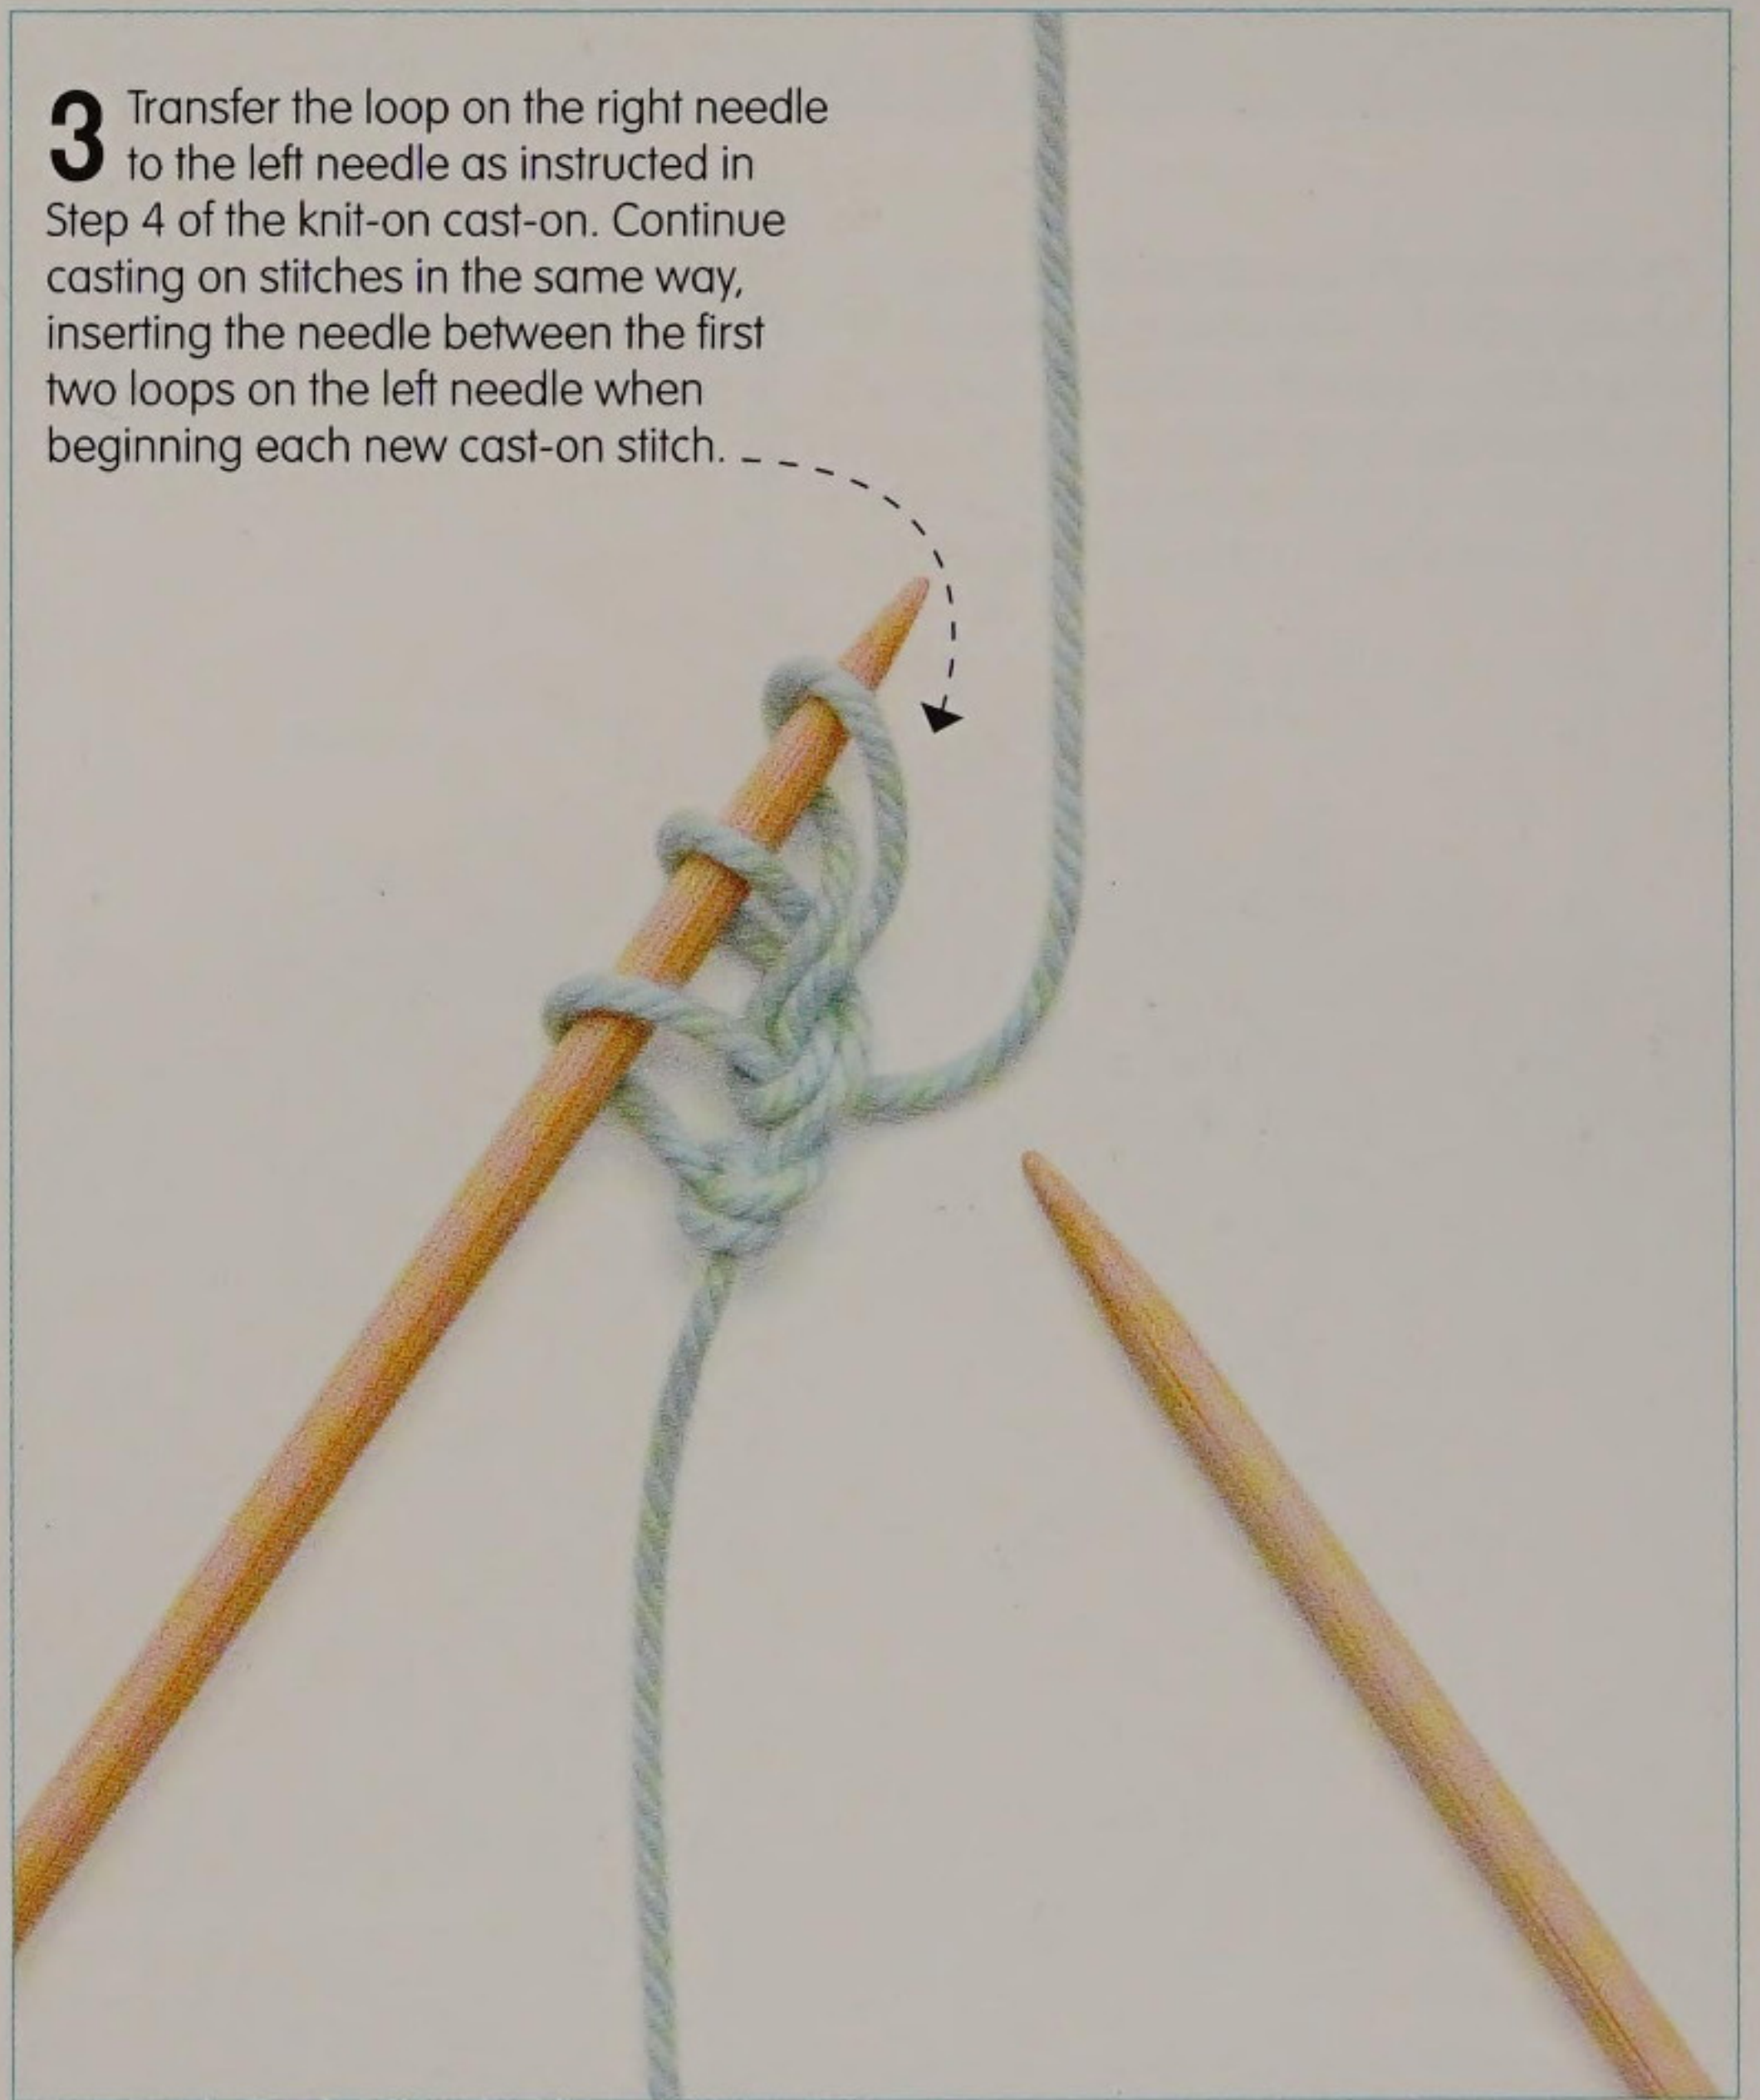 3 Transfer the loop on the right needle
to the left needle as instructed in
Step 4 of the knit-on cast-on. Continue
casting on stitches in the same way,
inserting the needle between the first
two loops on the left needle when
beginning each new cast-on stitch.